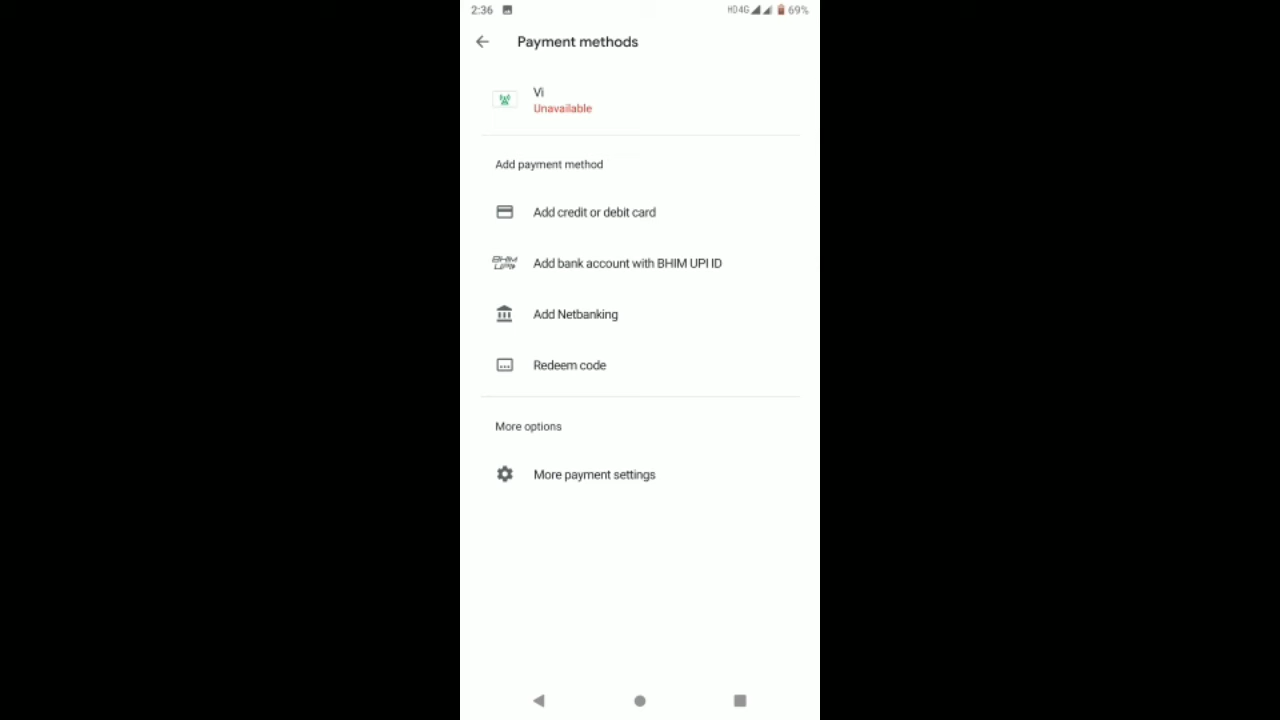 2:36 HD4G 69%
Payment methods
Vi
Unavailable
Add payment method
Add credit or debit card
BHIM
UPI
Add bank account with BHIM UPI ID
Add Netbanking
Redeem code
More options
More payment settings